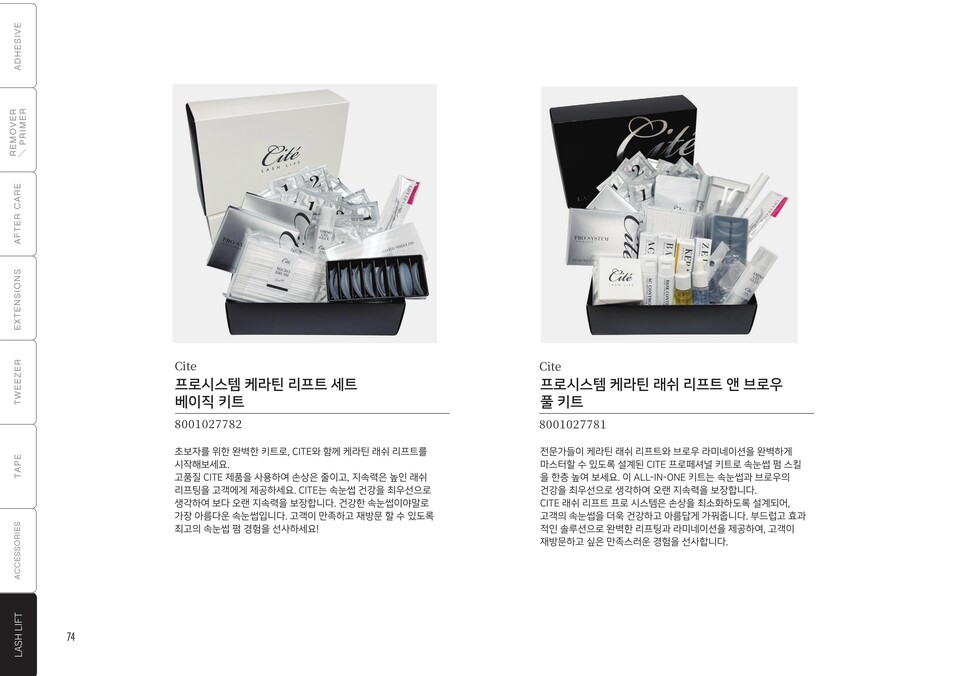 ADHESIVE
REMOVER
/ PRIMER
AFTER CARE
EXTENSIONS
TWEEZER
TAPE
ACCESSORIES
LASH LIFT
Cité
LASH LIFT
1
2
1
PRO-SYSTEM
Cite
MICRO
BRUSH
Cite
프로시스템 케라틴 리프트 세트
베이직 키트
8001027782
초보자를 위한 완벽한 키트로, CITE와 함께 케라틴 래쉬 리프트를
시작해보세요.
고품질 CITE 제품을 사용하여 손상은 줄이고, 지속력은 높인 래쉬
리프팅을 고객에게 제공하세요. CITE는 속눈썹 건강을 최우선으로
생각하여 보다 오랜 지속력을 보장합니다. 건강한 속눈썹이야말로
가장 아름다운 속눈썹입니다. 고객이 만족하고 재방문 할 수 있도록
최고의 속눈썹 펌 경험을 선사하세요!
Cité
1
2
1
PRO-SYSTEM
Cité
Cité
LASH LIFT
Cite
프로시스템 케라틴 래쉬 리프트 앤 브로우
풀 키트
8001027781
전문가들이 케라틴 래쉬 리프트와 브로우 라미네이션을 완벽하게
마스터할 수 있도록 설계된 CITE 프로페셔널 키트로 속눈썹 펌 스킬
을 한층 높여 보세요. 이 ALL-IN-ONE 키트는 속눈썹과 브로우의
건강을 최우선으로 생각하여 오랜 지속력을 보장합니다.
CITE 래쉬 리프트 프로 시스템은 손상을 최소화하도록 설계되어,
고객의 속눈썹을 더욱 건강하고 아름답게 가꿔줍니다. 부드럽고 효과
적인 솔루션으로 완벽한 리프팅과 라미네이션을 제공하여, 고객이
재방문하고 싶은 만족스러운 경험을 선사합니다.
74